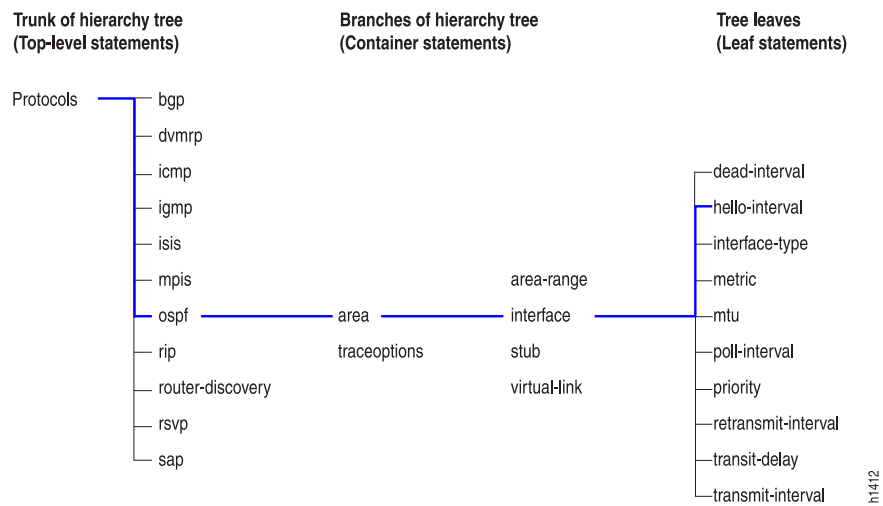 Trunk of hierarchy tree
(Top-level statements)
Branches of hierarchy tree
(Container statements)
Tree leaves
(Leaf statements)
Protocols
bgp
dvmrp
icmp
igmp
isis
mpis
ospf
rip
router-discovery
rsvp
sap
area
traceoptions
area-range
interface
stub
virtual-link
dead-interval
hello-interval
interface-type
metric
mtu
poll-interval
priority
retransmit-interval
transit-delay
transmit-interval
h1412